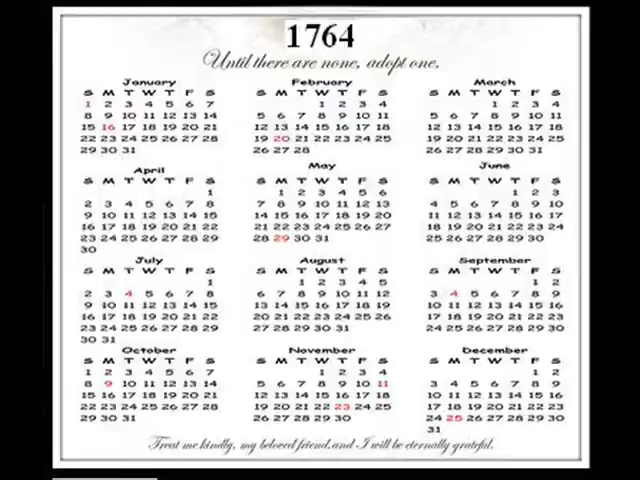 1764
Until there are none, adopt one.
January
S M T W T F S
1 2 3 4 5 6 7
8 9 10 11 12 13 14
15 16 17 18 19 20 21
22 23 24 25 26 27 28
29 30 31
February
S M T W T F S
1 2 3 4
5 6 7 8 9 10 11
12 13 14 15 16 17 18
19 20 21 22 23 24 25
26 27 28
March
S M T W T F S
1 2 3 4
5 6 7 8 9 10 11
12 13 14 15 16 17 18
19 20 21 22 23 24 25
26 27 28 29 30 31
April
S M T W T F S
1
2 3 4 5 6 7 8
9 10 11 12 13 14 15
16 17 18 19 20 21 22
23 24 25 26 27 28 29
30
May
S M T W T F S
1 2 3 4 5 6
7 8 9 10 11 12 13
14 15 16 17 18 19 20
21 22 23 24 25 26 27
28 29 30 31
June
S M T W T F S
1 2 3
4 5 6 7 8 9 10
11 12 13 14 15 16 17
18 19 20 21 22 23 24
25 26 27 28 29 30
July
S M T W T F S
1
2 3 4 5 6 7 8
9 10 11 12 13 14 15
16 17 18 19 20 21 22
23 24 25 26 27 28 29
30 31
August
S M T W T F S
1 2 3 4 5
6 7 8 9 10 11 12
13 14 15 16 17 18 19
20 21 22 23 24 25 26
27 28 29 30 31
September
S M T W T F S
1 2
3 4 5 6 7 8 9
10 11 12 13 14 15 16
17 18 19 20 21 22 23
24 25 26 27 28 29 30
October
S M T W T F S
1 2 3 4 5 6 7
8 9 10 11 12 13 14
15 16 17 18 19 20 21
22 23 24 25 26 27 28
29 30 31
November
S M T W T F S
1 2 3 4
5 6 7 8 9 10 11
12 13 14 15 16 17 18
19 20 21 22 23 24 25
26 27 28 29 30
December
S M T W T F S
1 2
3 4 5 6 7 8 9
10 11 12 13 14 15 16
17 18 19 20 21 22 23
24 25 26 27 28 29 30
31
Treat me kindly, my beloved friend,and I will be eternally grateful.